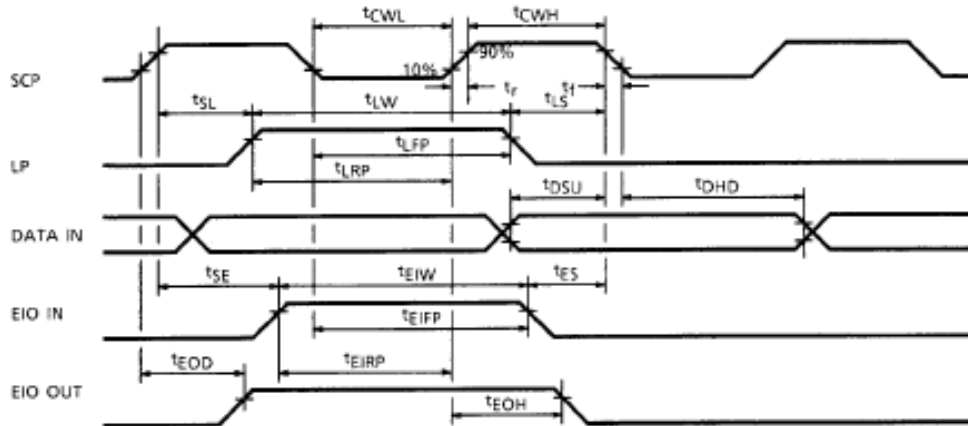 tCWL
tCWH
90%
10%
SCP
tr
tf
tSL
tLW
tLS
LP
tLFP
tLRP
tDSU
tDHD
DATA IN
tSE
tEIW
tES
EIO IN
tEIFP
tEOD
tEIRP
EIO OUT
tEOH